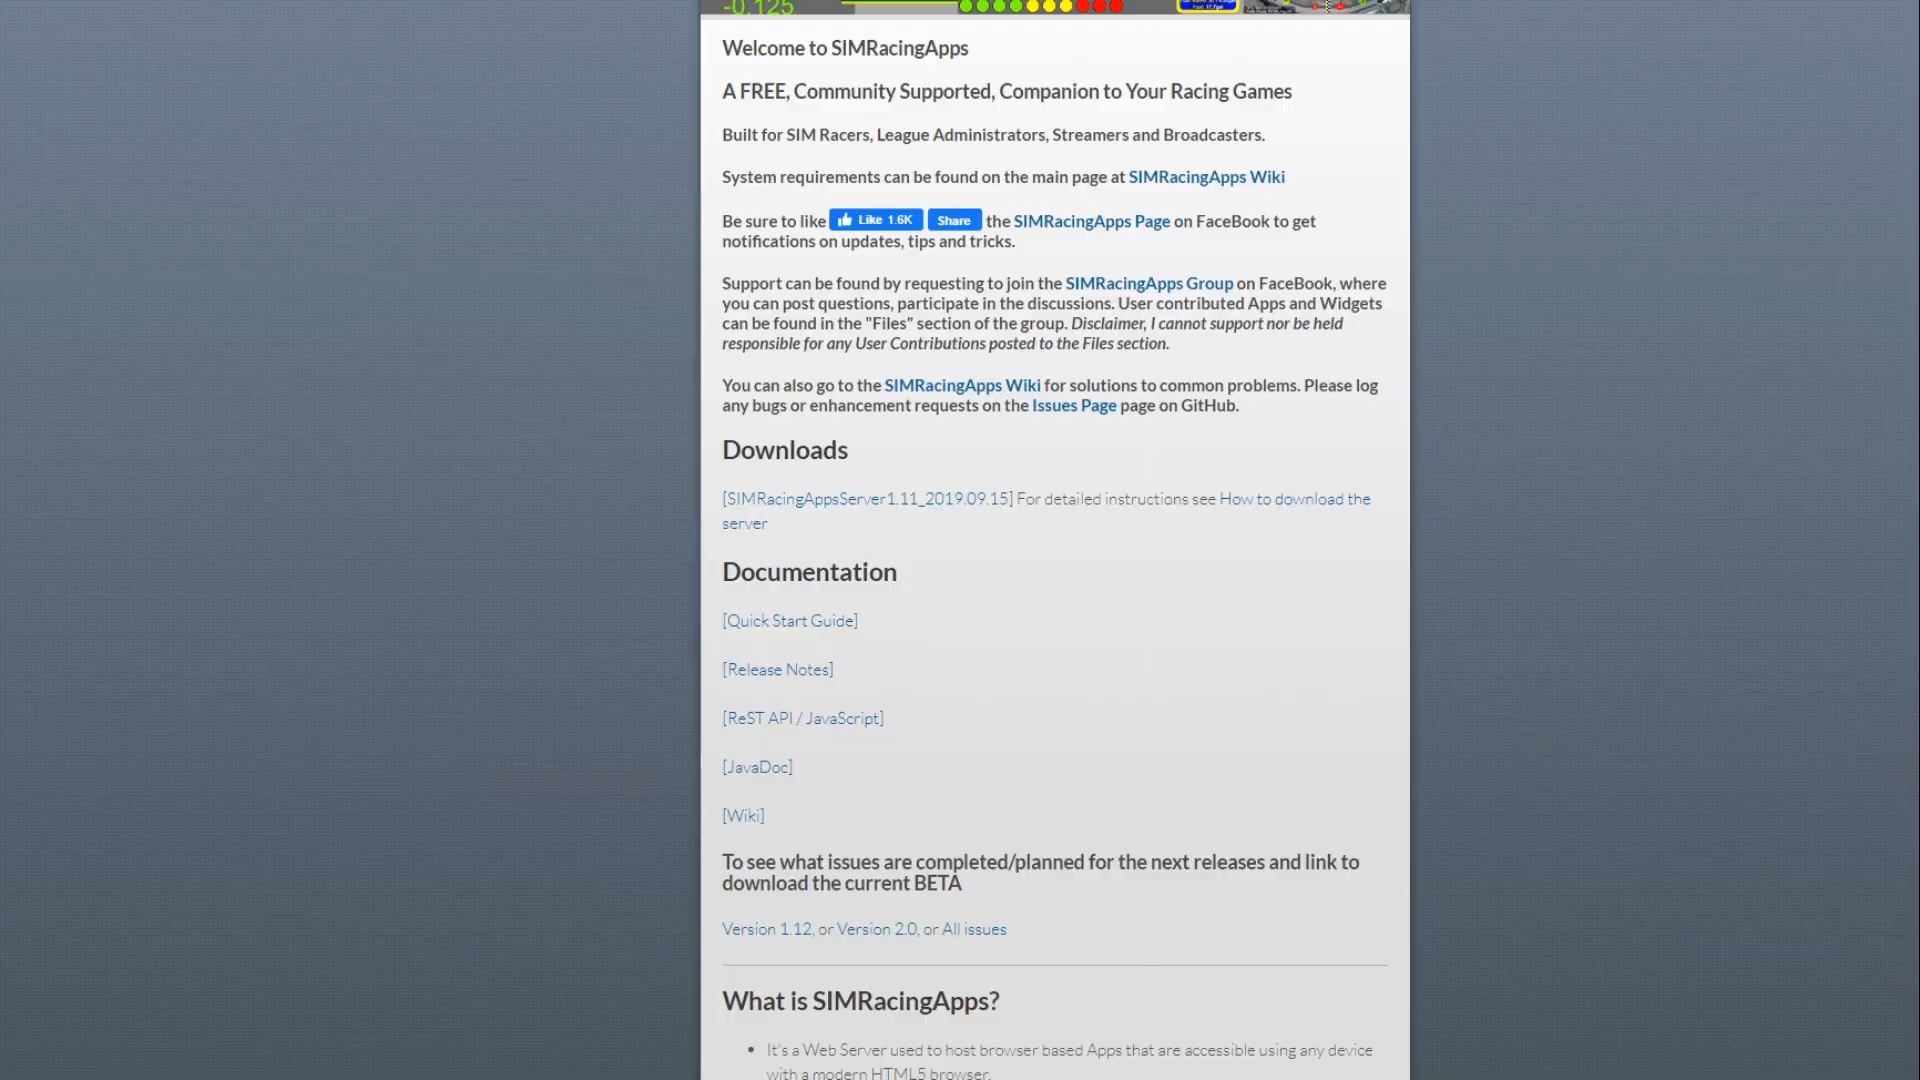 -0.125
Welcome to SIMRacingApps
A FREE, Community Supported, Companion to Your Racing Games
Built for SIM Racers, League Administrators, Streamers and Broadcasters.
System requirements can be found on the main page at SIMRacingApps Wiki
Be sure to like Like 1.6K Share the SIMRacingApps Page on FaceBook to get
notifications on updates, tips and tricks.
Support can be found by requesting to join the SIMRacingApps Group on FaceBook, where
you can post questions, participate in the discussions. User contributed Apps and Widgets
can be found in the "Files" section of the group. Disclaimer, I cannot support nor be held
responsible for any User Contributions posted to the Files section.
You can also go to the SIMRacingApps Wiki for solutions to common problems. Please log
any bugs or enhancement requests on the Issues Page page on GitHub.
Downloads
[SIMRacingAppsServer1.11_2019.09.15] For detailed instructions see How to download the
server
Documentation
[Quick Start Guide]
[Release Notes]
[ReST API / JavaScript]
[JavaDoc]
[Wiki]
To see what issues are completed/planned for the next releases and link to
download the current BETA
Version 1.12, or Version 2.0, or All issues
What is SIMRacingApps?
• It's a Web Server used to host browser based Apps that are accessible using any device
with a modern HTML5 browser.